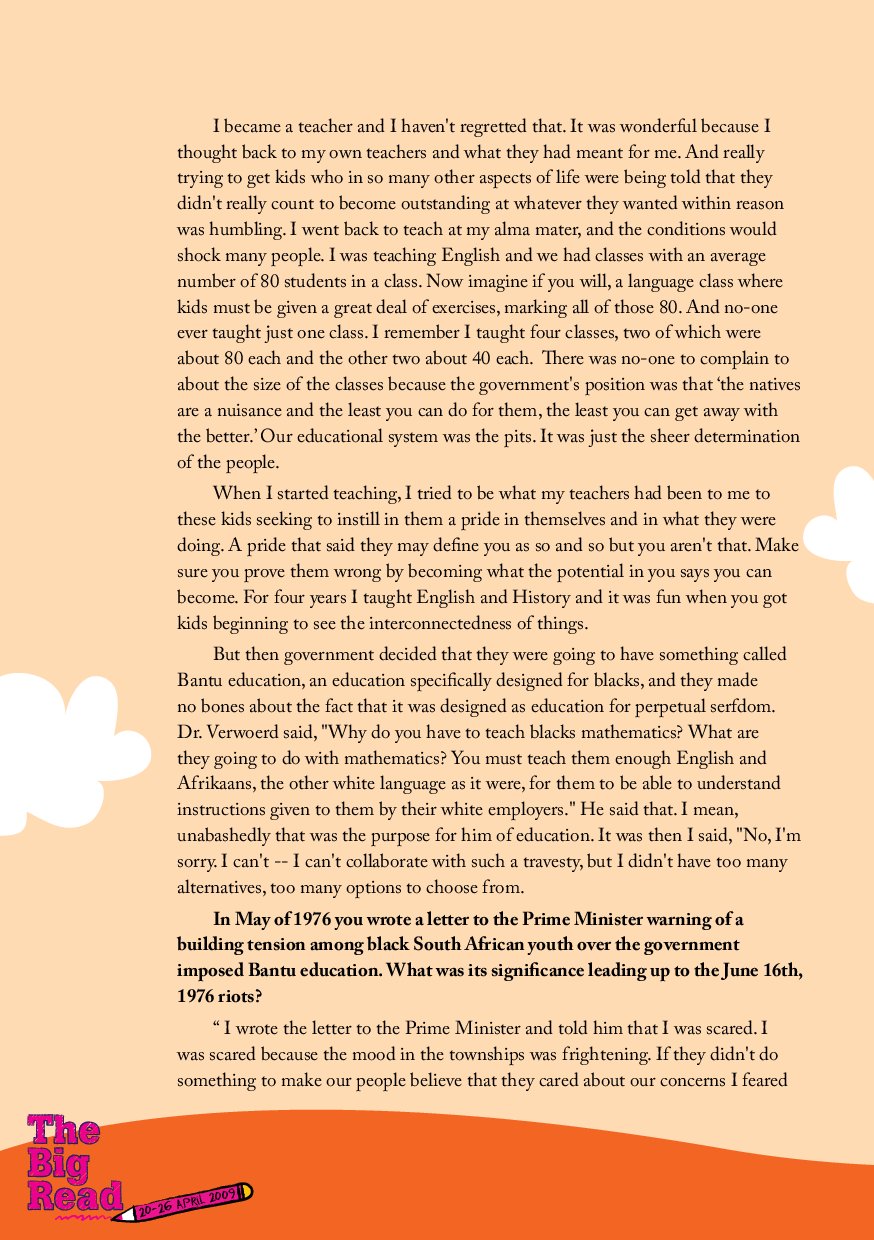 I became a teacher and I haven't regretted that. It was wonderful because I
thought back to my own teachers and what they had meant for me. And really
trying to get kids who in so many other aspects of life were being told that they
didn't really count to become outstanding at whatever they wanted within reason
was humbling. I went back to teach at my alma mater, and the conditions would
shock many people. I was teaching English and we had classes with an average
number of 80 students in a class. Now imagine if you will, a language class where
kids must be given a great deal of exercises, marking all of those 80. And no-one
ever taught just one class. I remember I taught four classes, two of which were
about 80 each and the other two about 40 each.  There was no-one to complain to
about the size of the classes because the government's position was that ‘the natives
are a nuisance and the least you can do for them, the least you can get away with
the better.’ Our educational system was the pits. It was just the sheer determination
of the people.
When I started teaching, I tried to be what my teachers had been to me to
these kids seeking to instill in them a pride in themselves and in what they were
doing. A pride that said they may define you as so and so but you aren't that. Make
sure you prove them wrong by becoming what the potential in you says you can
become. For four years I taught English and History and it was fun when you got
kids beginning to see the interconnectedness of things.
But then government decided that they were going to have something called
Bantu education, an education specifically designed for blacks, and they made
no bones about the fact that it was designed as education for perpetual serfdom.
Dr. Verwoerd said, "Why do you have to teach blacks mathematics? What are
they going to do with mathematics? You must teach them enough English and
Afrikaans, the other white language as it were, for them to be able to understand
instructions given to them by their white employers." He said that. I mean,
unabashedly that was the purpose for him of education. It was then I said, "No, I'm
sorry. I can't -- I can't collaborate with such a travesty, but I didn't have too many
alternatives, too many options to choose from.
In May of 1976 you wrote a letter to the Prime Minister warning of a
building tension among black South African youth over the government
imposed Bantu education. What was its significance leading up to the June 16th,
1976 riots?
“ I wrote the letter to the Prime Minister and told him that I was scared. I
was scared because the mood in the townships was frightening. If they didn't do
something to make our people believe that they cared about our concerns I feared
The
Big
Read
20-26 APRIL 2009